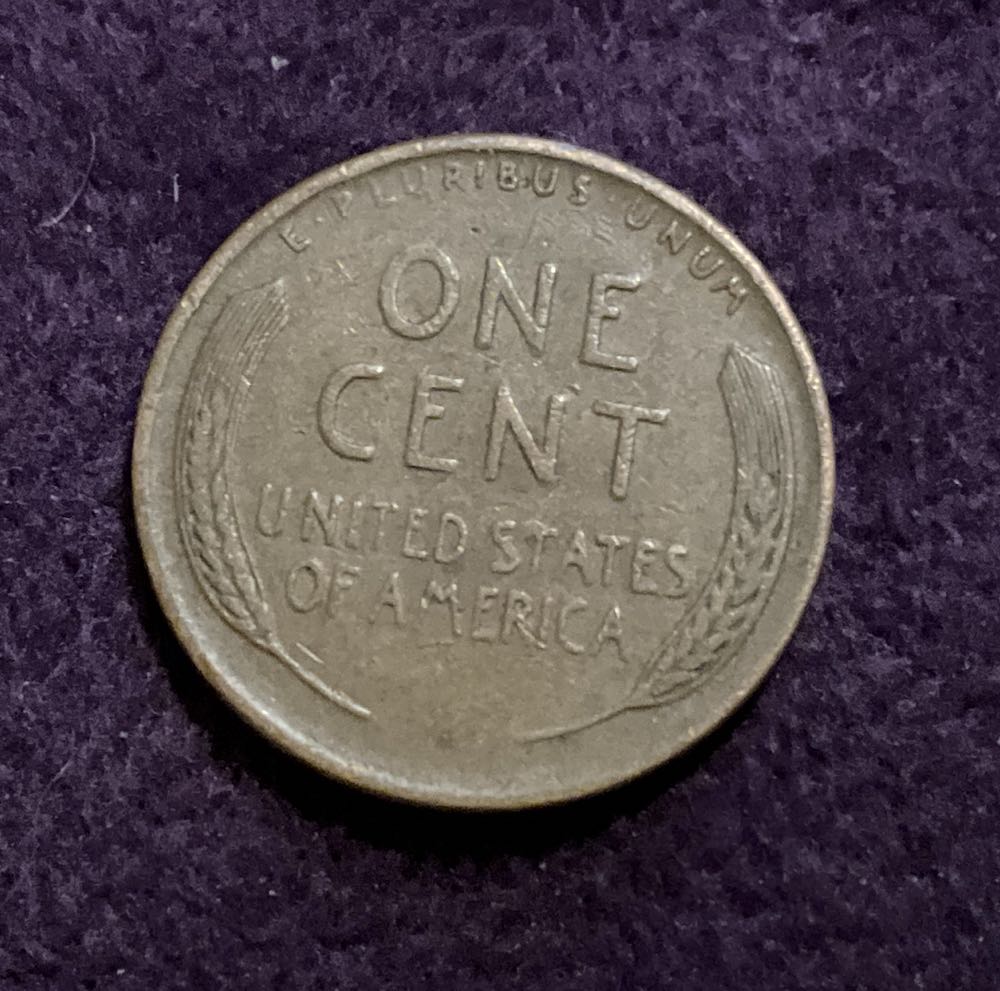 E·PLURIBUS·UNUM
ONE
CENT
UNITED STATES
OF AMERICA